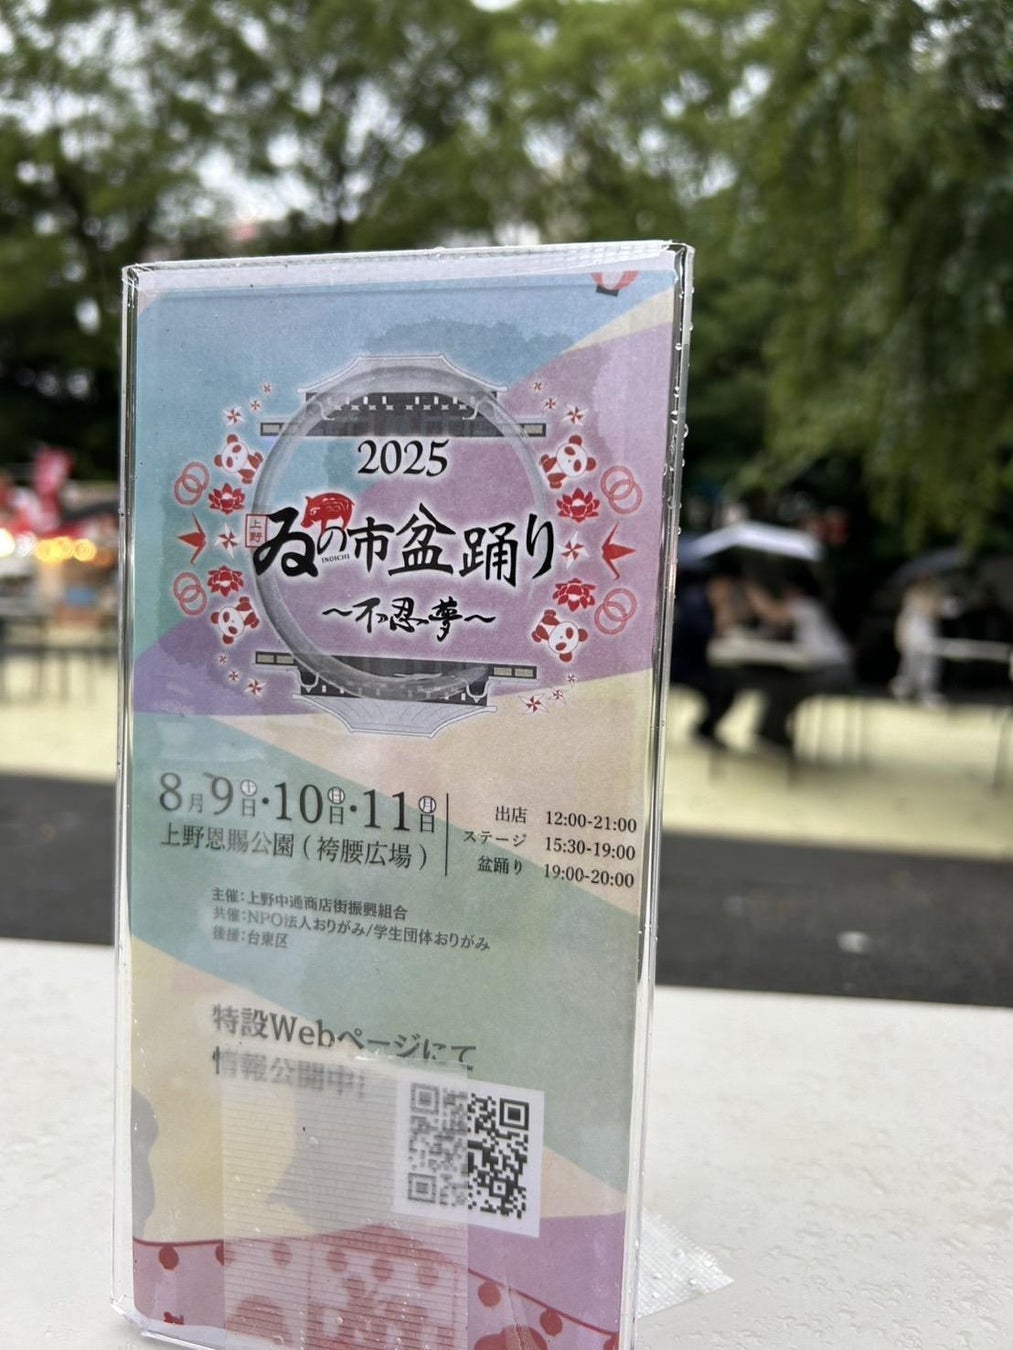 2025
上野
ゐの市盆踊り
INOICHI
～不忍夢～
8月9日(土)・10日(日)・11日(月)
上野恩賜公園（袴腰広場）
出店 12:00-21:00
ステージ 15:30-19:00
盆踊り 19:00-20:00
主催：上野中通商店街振興組合
共催：NPO法人おりがみ/学生団体おりがみ
後援：台東区
特設Webページにて
情報公開中！